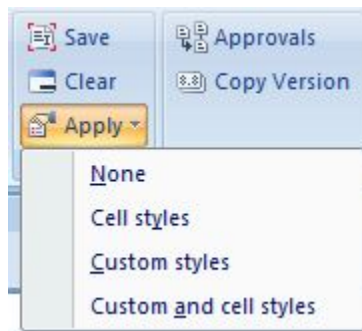 Save
Approvals
Clear
Copy Version
Apply
None
Cell styles
Custom styles
Custom and cell styles